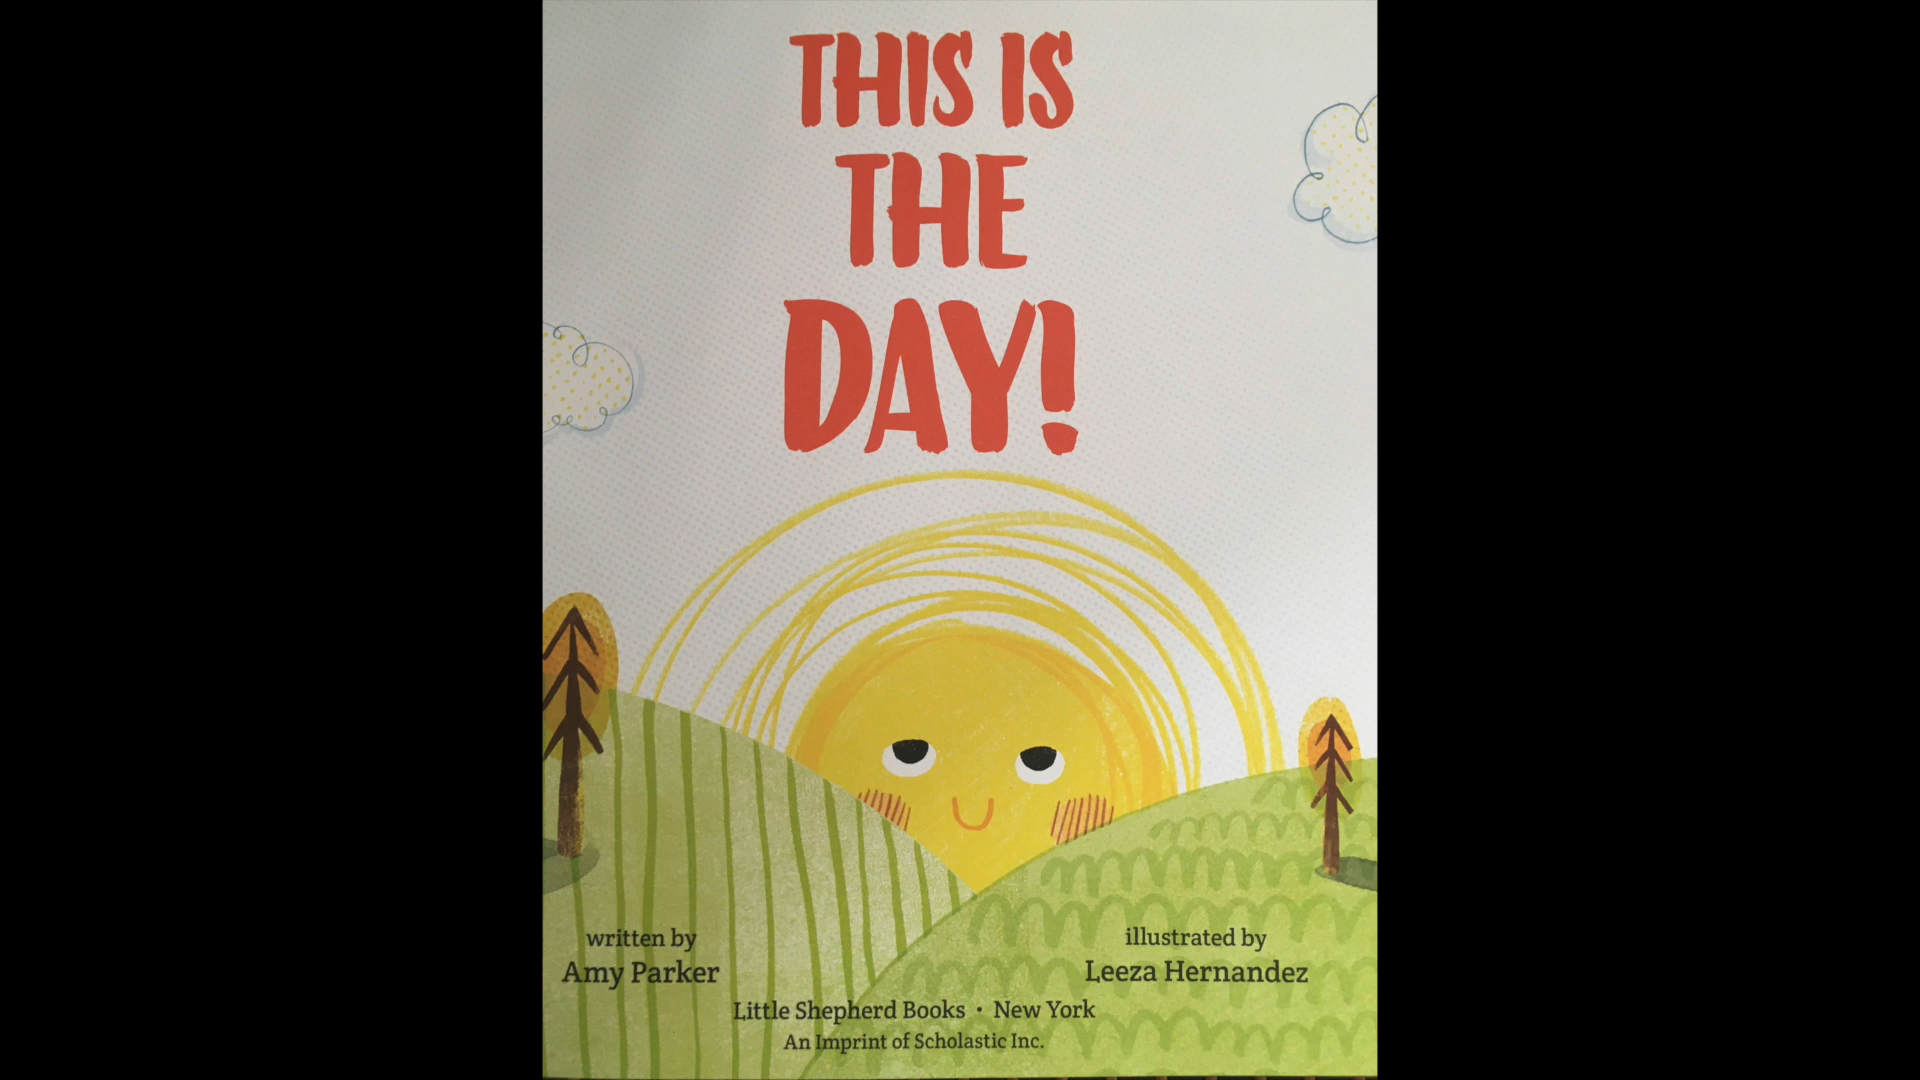 THIS IS
THE
DAY!
written by
Amy Parker
illustrated by
Leeza Hernandez
Little Shepherd Books • New York
An Imprint of Scholastic Inc.